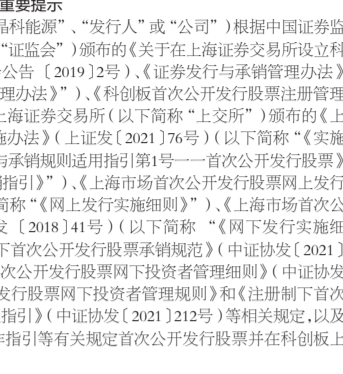 重要提示
晶科能源”、“发行人”或“公司”)根据中国证券监
“证监会”)颁布的《关于在上海证券交易所设立科
公告〔2019〕2号)、《证券发行与承销管理办法》
理办法》”)、《科创板首次公开发行股票注册管理
上海证券交易所(以下简称“上交所”)颁布的《上
施办法》(上证发〔2021〕76号)(以下简称“《实施
与承销规则适用指引第1号——首次公开发行股票》
销指引》”)、《上海市场首次公开发行股票网上发行
简称“《网上发行实施细则》”)、《上海市场首次公
发〔2018〕41号)(以下简称 “《网下发行实施细
下首次公开发行股票承销规范》(中证协发〔2021〕
次公开发行股票网下投资者管理细则》(中证协发
发行股票网下投资者管理规则》和《注册制下首次
指引》(中证协发〔2021〕212号)等相关规定,以及
作指引等有关规定首次公开发行股票并在科创板上